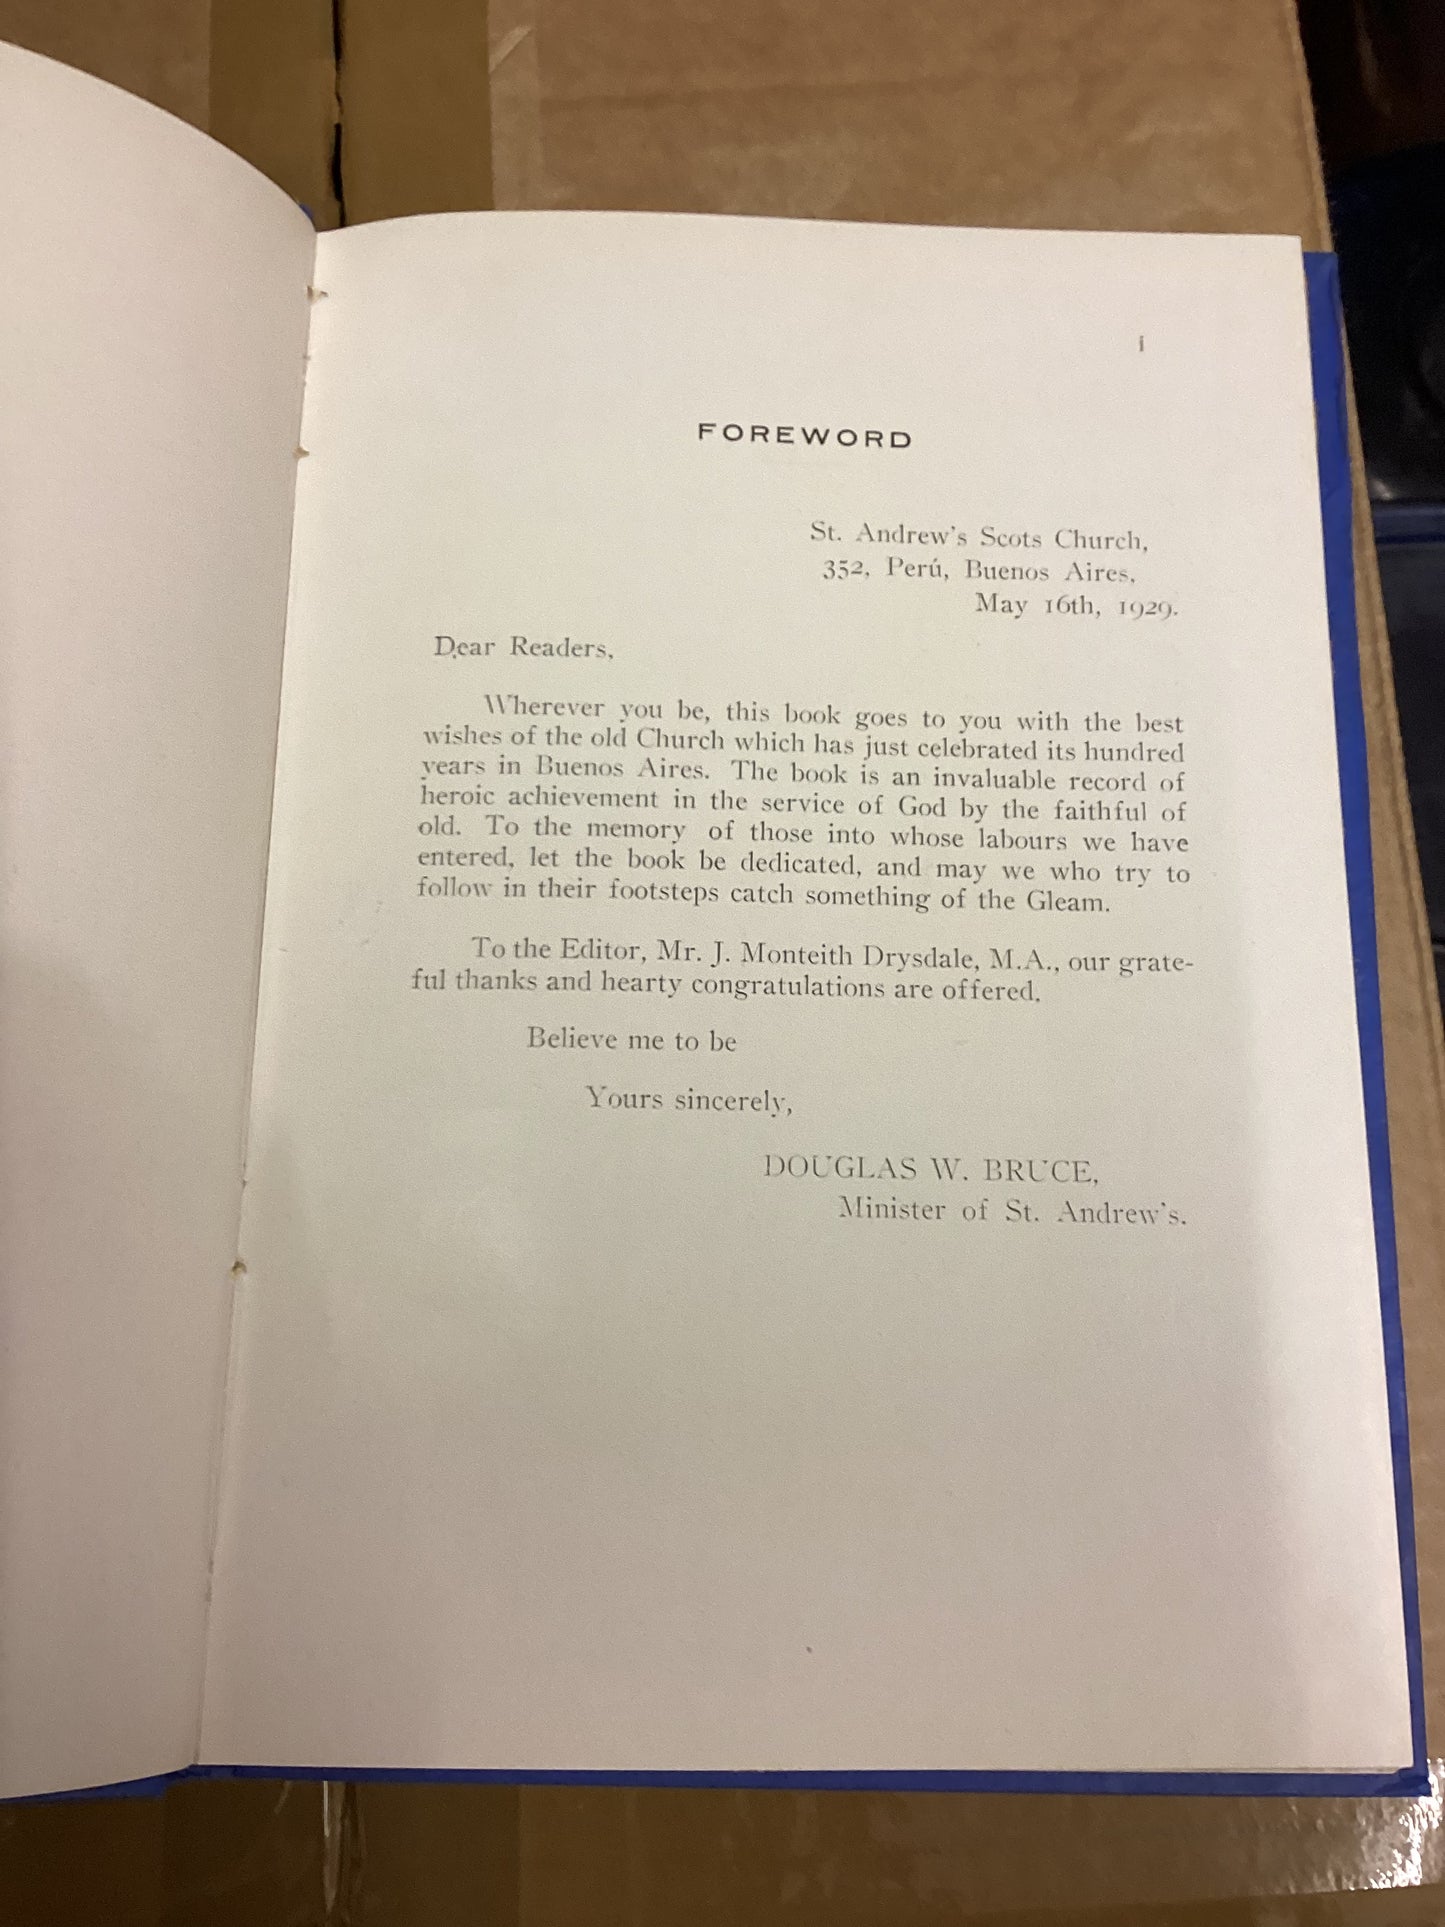 i
FOREWORD
St. Andrew's Scots Church,
352, Perú, Buenos Aires,
May 16th, 1929.
Dear Readers,
Wherever you be, this book goes to you with the best
wishes of the old Church which has just celebrated its hundred
years in Buenos Aires. The book is an invaluable record of
heroic achievement in the service of God by the faithful of
old. To the memory of those into whose labours we have
entered, let the book be dedicated, and may we who try to
follow in their footsteps catch something of the Gleam.
To the Editor, Mr. J. Monteith Drysdale, M.A., our grate-
ful thanks and hearty congratulations are offered.
Believe me to be
Yours sincerely,
DOUGLAS W. BRUCE,
Minister of St. Andrew's.